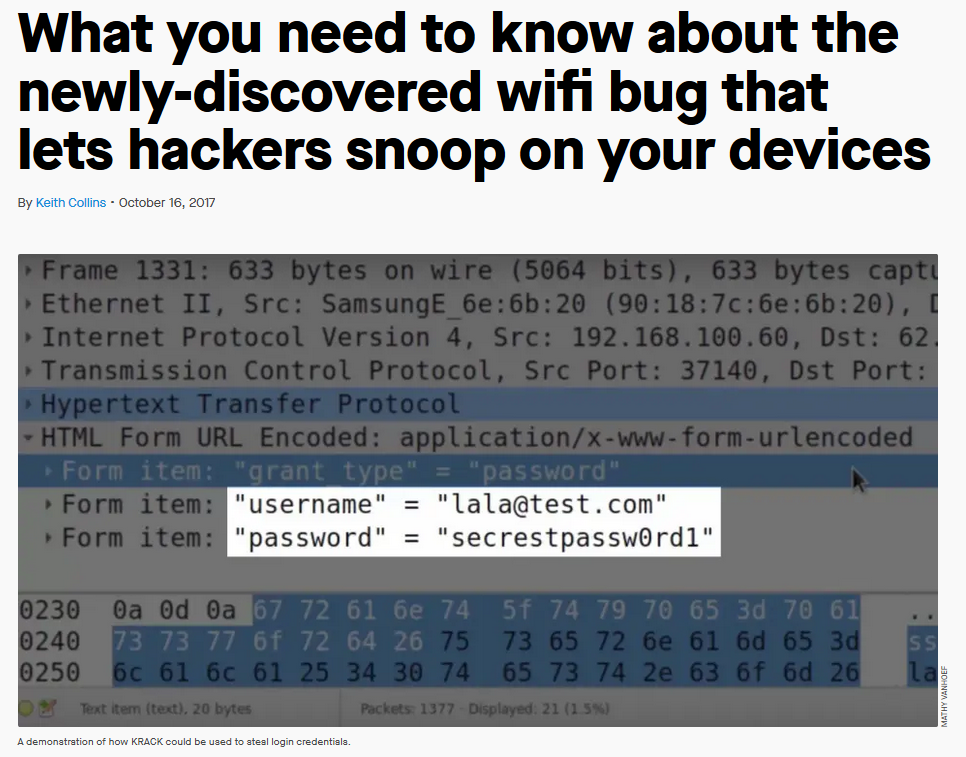 What you need to know about the
newly-discovered wifi bug that
lets hackers snoop on your devices
By Keith Collins • October 16, 2017
Frame 1331: 633 bytes on wire (5064 bits), 633 bytes captu
Ethernet II, Src: SamsungE_6e:6b:20 (90:18:7c:6e:6b:20), D
Internet Protocol Version 4, Src: 192.168.100.60, Dst: 62.
Transmission Control Protocol, Src Port: 37140, Dst Port:
Hypertext Transfer Protocol
HTML Form URL Encoded: application/x-www-form-urlencoded
Form item: "grant_type" = "password"
Form item: "username" = "lala@test.com"
Form item: "password" = "secrestpassw0rd1"
0230 0a 0d 0a 67 72 61 6e 74 5f 74 79 70 65 3d 70 61 ..
0240 73 73 77 6f 72 64 26 75 73 65 72 6e 61 6d 65 3d ss
0250 6c 61 6c 61 25 34 30 74 65 73 74 2e 63 6f 6d 26 la
Text item (text), 20 bytes Packets: 1377 · Displayed: 21 (1.5%)
MATHY VANHOEF
A demonstration of how KRACK could be used to steal login credentials.